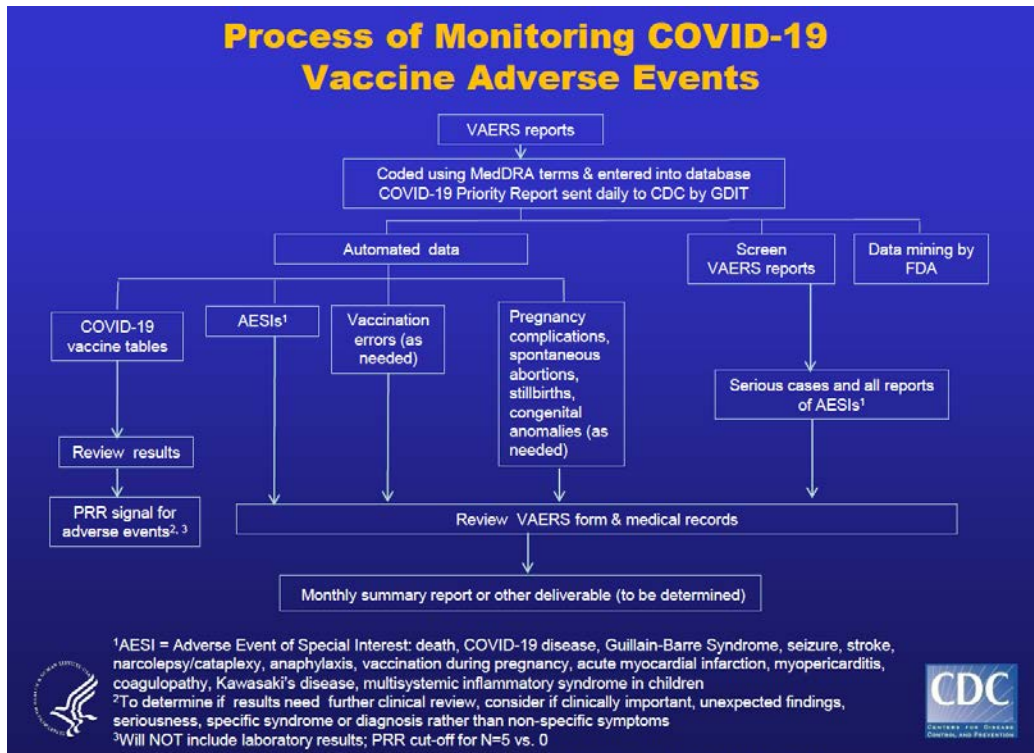 Process of Monitoring COVID-19
Vaccine Adverse Events
VAERS reports
Coded using MedDRA terms & entered into database
COVID-19 Priority Report sent daily to CDC by GDIT
Automated data
Screen
VAERS reports
Data mining by
FDA
COVID-19
vaccine tables
AESIs¹
Vaccination
errors (as
needed)
Pregnancy
complications,
spontaneous
abortions,
stillbirths,
congenital
anomalies (as
needed)
Serious cases and all reports
of AESIs¹
Review results
PRR signal for
adverse events²,³
Review VAERS form & medical records
Monthly summary report or other deliverable (to be determined)
¹AESI = Adverse Event of Special Interest: death, COVID-19 disease, Guillain-Barre Syndrome, seizure, stroke,
narcolepsy/cataplexy, anaphylaxis, vaccination during pregnancy, acute myocardial infarction, myopericarditis,
coagulopathy, Kawasaki's disease, multisystemic inflammatory syndrome in children
²To determine if results need further clinical review, consider if clinically important, unexpected findings,
seriousness, specific syndrome or diagnosis rather than non-specific symptoms
³Will NOT include laboratory results; PRR cut-off for N=5 vs. 0
CDC
CENTERS FOR DISEASE
CONTROL AND PREVENTION